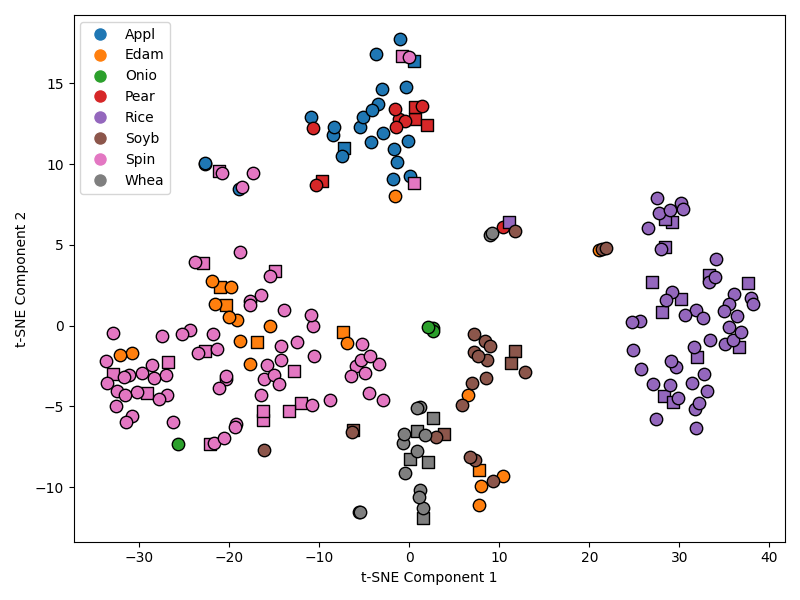 Appl
Edam
Onio
Pear
Rice
Soyb
Spin
Whea
15
10
5
0
−5
−10
t-SNE Component 2
−30 −20 −10 0 10 20 30 40
t-SNE Component 1